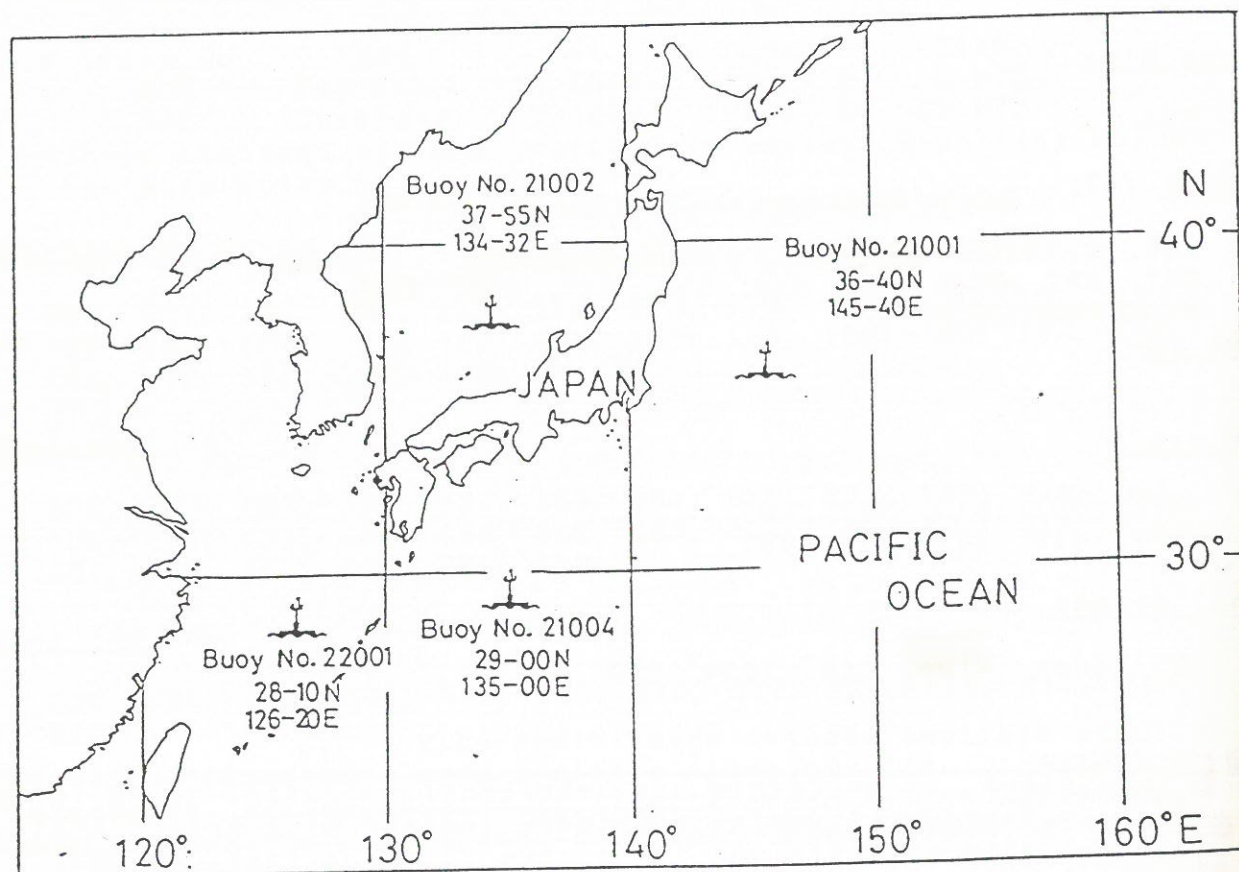 Buoy No. 21002
37-55N
134-32E
N
40°
Buoy No. 21001
36-40N
145-40E
JAPAN
PACIFIC
OCEAN
30°
Buoy No. 21004
29-00N
135-00E
Buoy No. 22001
28-10N
126-20E
120°
130°
140°
150°
160°E